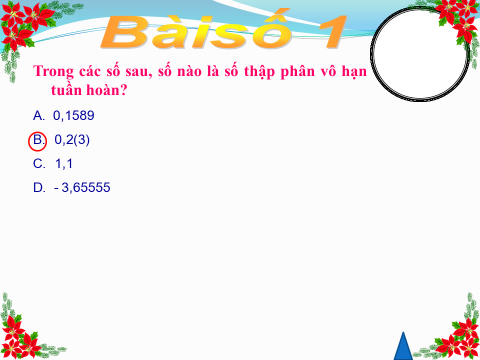 Bàisố 1
Trong các số sau, số nào là số thập phân vô hạn
tuần hoàn?
A. 0,1589
B. 0,2(3)
C. 1,1
D. - 3,65555